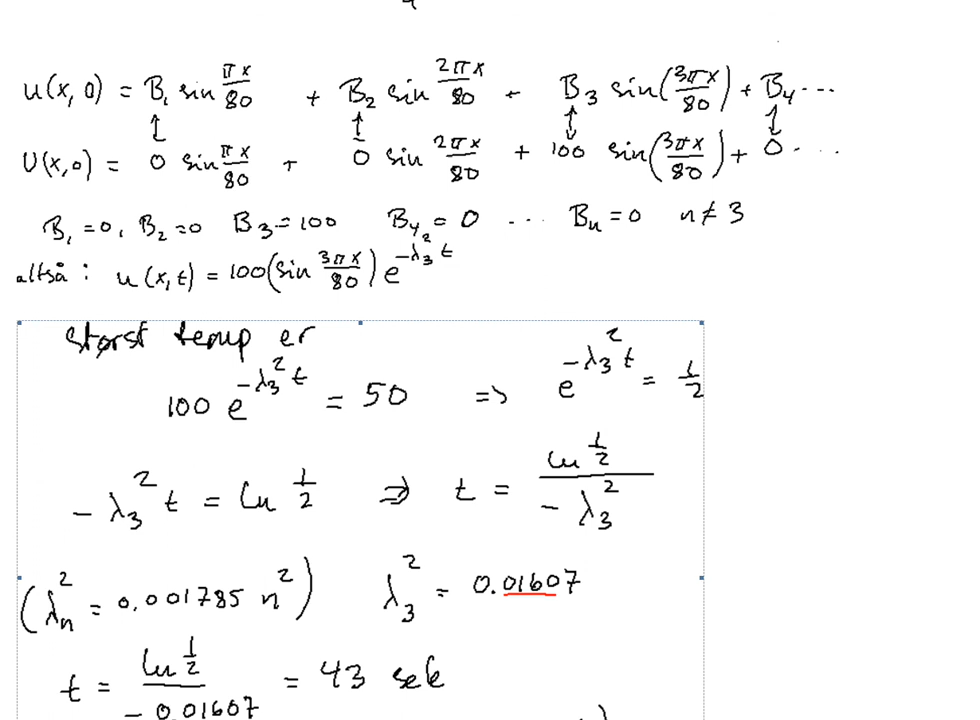 u(x, 0) = B₁ sin πx/80 + B₂ sin 2πx/80 + B₃ sin(3πx/80) + B₄ ...
U(x, 0) = 0 sin πx/80 + 0 sin 2πx/80 + 100 sin(3πx/80) + 0 ...
B₁ = 0, B₂ = 0 B₃ = 100 B₄ = 0 ... Bₙ = 0 n ≠ 3
altså : u(x, t) = 100(sin 3πx/80) e^(-λ₃² t)
størst temp er
100 e^(-λ₃² t) = 50 => e^(-λ₃² t) = 1/2
-λ₃² t = ln 1/2 => t = ln 1/2 / -λ₃²
(λₙ² = 0,001785 n²) λ₃² = 0.01607
t = ln 1/2 / -0.01607 = 43 sek